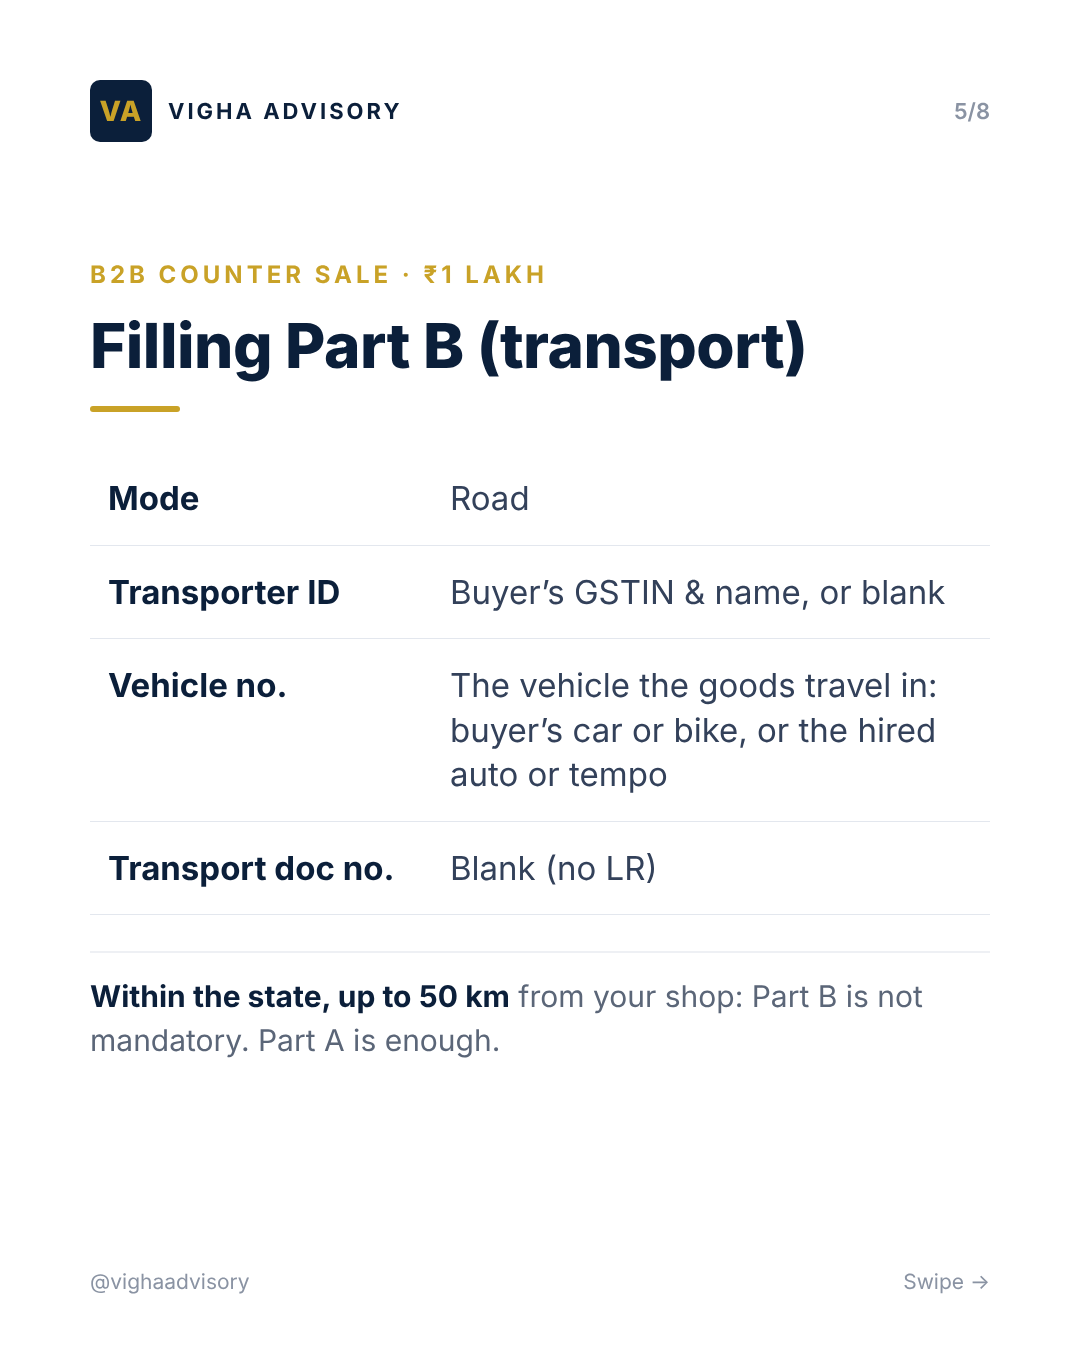 VA VIGHA ADVISORY 5/8
B2B COUNTER SALE · ₹1 LAKH
Filling Part B (transport)
Mode Road
Transporter ID Buyer’s GSTIN & name, or blank
Vehicle no. The vehicle the goods travel in:
buyer’s car or bike, or the hired
auto or tempo
Transport doc no. Blank (no LR)
Within the state, up to 50 km from your shop: Part B is not
mandatory. Part A is enough.
@vighaadvisory Swipe →